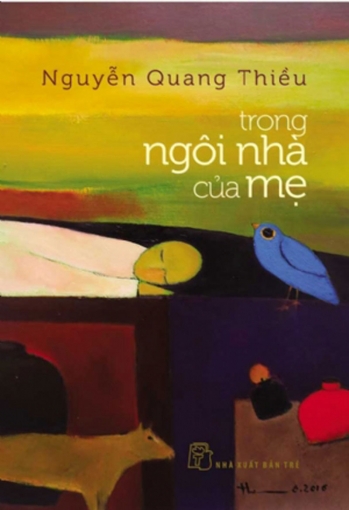 Nguyễn Quang Thiều
trong
ngôi nhà
của mẹ
NHÀ XUẤT BẢN TRẺ